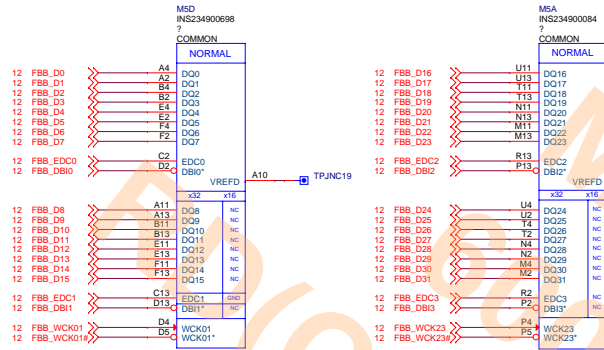 M5D
INS234900698
?
COMMON
NORMAL
12 FBB_D0 A4 DQ0
12 FBB_D1 A2 DQ1
12 FBB_D2 B4 DQ2
12 FBB_D3 B2 DQ3
12 FBB_D4 E4 DQ4
12 FBB_D5 E2 DQ5
12 FBB_D6 F4 DQ6
12 FBB_D7 F2 DQ7
12 FBB_EDC0 C2 EDC0
12 FBB_DBI0 D2 DBI0*
VREFD A10 TPJNC19
x32 x16
12 FBB_D8 A11 DQ8 NC
12 FBB_D9 A13 DQ9 NC
12 FBB_D10 B11 DQ10 NC
12 FBB_D11 B13 DQ11 NC
12 FBB_D12 E11 DQ12 NC
12 FBB_D13 E13 DQ13 NC
12 FBB_D14 F11 DQ14 NC
12 FBB_D15 F13 DQ15 NC
12 FBB_EDC1 C13 EDC1 GND
12 FBB_DBI1 D13 DBI1* NC
12 FBB_WCK01 D4 WCK01
12 FBB_WCK01# D5 WCK01*
M5A
INS234900084
?
COMMON
NORMAL
12 FBB_D16 U11 DQ16
12 FBB_D17 U13 DQ17
12 FBB_D18 T11 DQ18
12 FBB_D19 T13 DQ19
12 FBB_D20 N11 DQ20
12 FBB_D21 N13 DQ21
12 FBB_D22 M11 DQ22
12 FBB_D23 M13 DQ23
12 FBB_EDC2 R13 EDC2
12 FBB_DBI2 P13 DBI2*
VREFD
x32 x16
12 FBB_D24 U4 DQ24 NC
12 FBB_D25 U2 DQ25 NC
12 FBB_D26 T4 DQ26 NC
12 FBB_D27 T2 DQ27 NC
12 FBB_D28 N4 DQ28 NC
12 FBB_D29 N2 DQ29 NC
12 FBB_D30 M4 DQ30 NC
12 FBB_D31 M2 DQ31 NC
12 FBB_EDC3 R2 EDC3 NC
12 FBB_DBI3 P2 DBI3* NC
12 FBB_WCK23 P4 WCK23
12 FBB_WCK23# P5 WCK23*